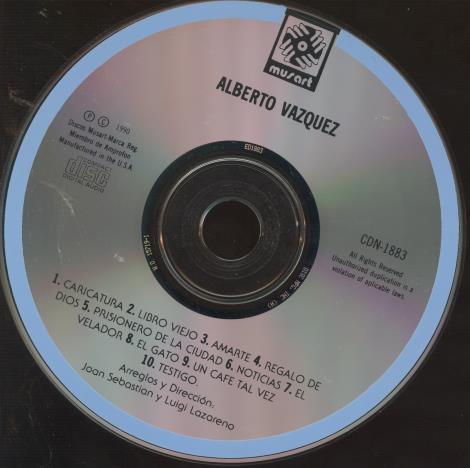 musart
ALBERTO VAZQUEZ
Ⓟ Ⓒ 1990
Discos Musart-Marca Reg.
Miembro de Amprofon
Manufactured in the U.S.A.
COMPACT
disc
DIGITAL AUDIO
CDN-1883
All Rights Reserved
Unauthorized duplication is a
violation of aplicable laws.
1. CARICATURA 2. LIBRO VIEJO 3. AMARTE 4. REGALO DE
DIOS 5. PRISIONERO DE LA CIUDAD 6. NOTICIAS 7. EL
VELADOR 8. EL GATO 9. UN CAFE TAL VEZ
10. TESTIGO.
Arreglos y Dirección:
Joan Sebastian y Luigi Lazareno